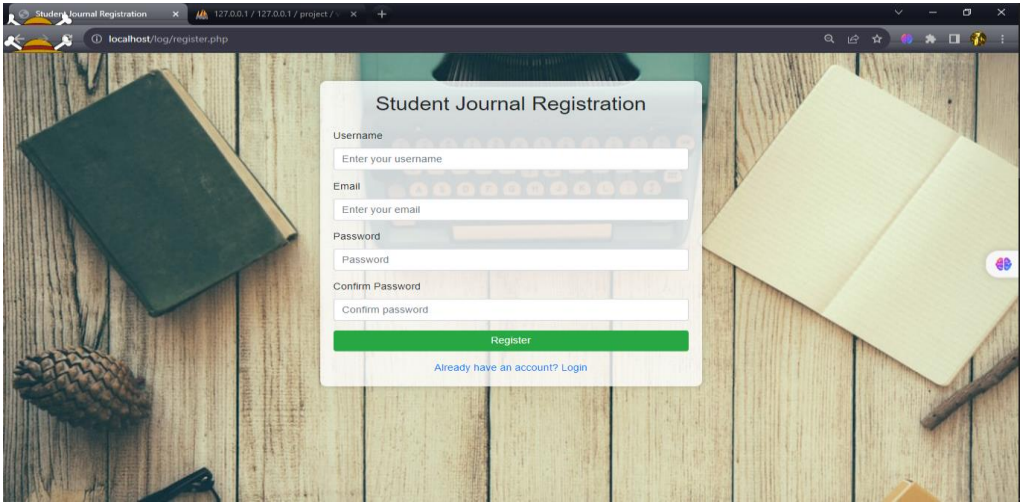 Student Journal Registration
127.0.0.1 / 127.0.0.1 / project /
localhost/log/register.php
Student Journal Registration
Username
Enter your username
Email
Enter your email
Password
Password
Confirm Password
Confirm password
Register
Already have an account? Login